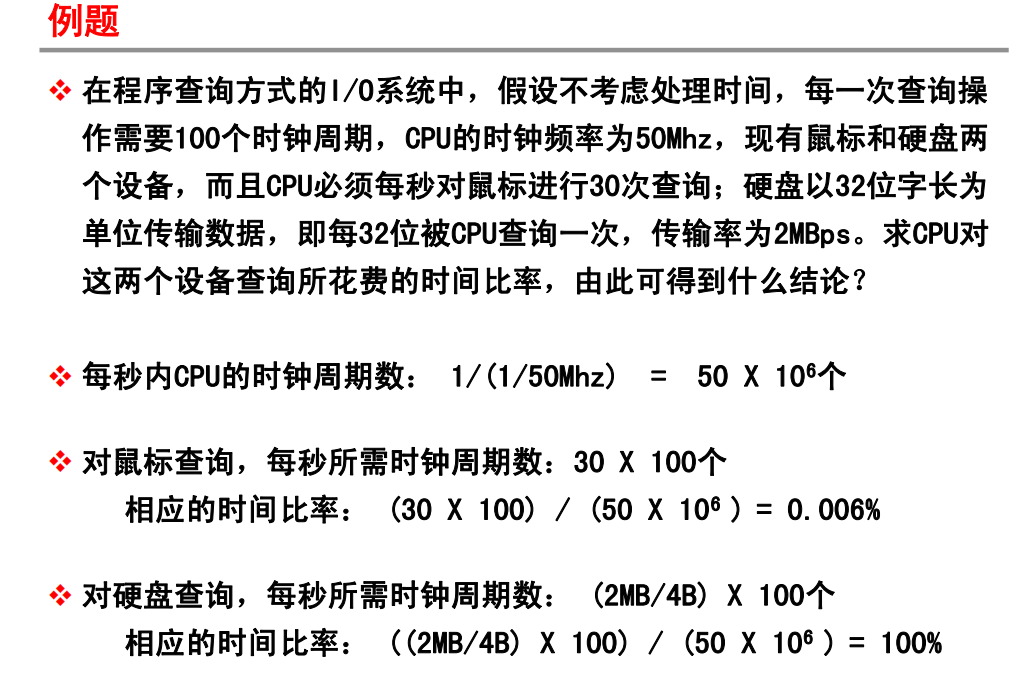 例题
❖ 在程序查询方式的I/O系统中，假设不考虑处理时间，每一次查询操
作需要100个时钟周期，CPU的时钟频率为50Mhz，现有鼠标和硬盘两
个设备，而且CPU必须每秒对鼠标进行30次查询；硬盘以32位字长为
单位传输数据，即每32位被CPU查询一次，传输率为2MBps。求CPU对
这两个设备查询所花费的时间比率，由此可得到什么结论？
❖ 每秒内CPU的时钟周期数： 1/(1/50Mhz) = 50 X 10⁶个
❖ 对鼠标查询，每秒所需时钟周期数：30 X 100个
相应的时间比率： (30 X 100) / (50 X 10⁶ ) = 0.006%
❖ 对硬盘查询，每秒所需时钟周期数： (2MB/4B) X 100个
相应的时间比率： ((2MB/4B) X 100) / (50 X 10⁶ ) = 100%